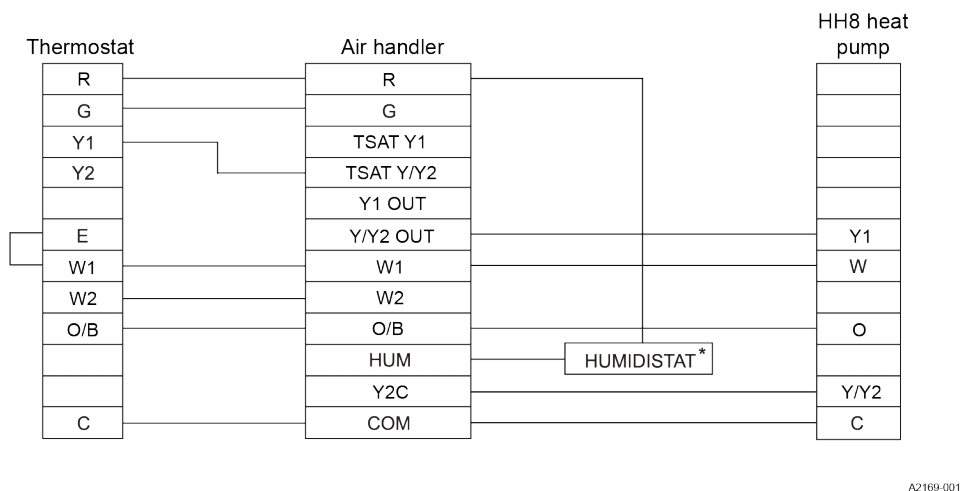 HH8 heat
pump
Thermostat Air handler
R R
G G
Y1 TSAT Y1
Y2 TSAT Y/Y2
Y1 OUT
E Y/Y2 OUT Y1
W1 W1 W
W2 W2
O/B O/B O
HUM HUMIDISTAT*
Y2C Y/Y2
C COM C
A2169-001